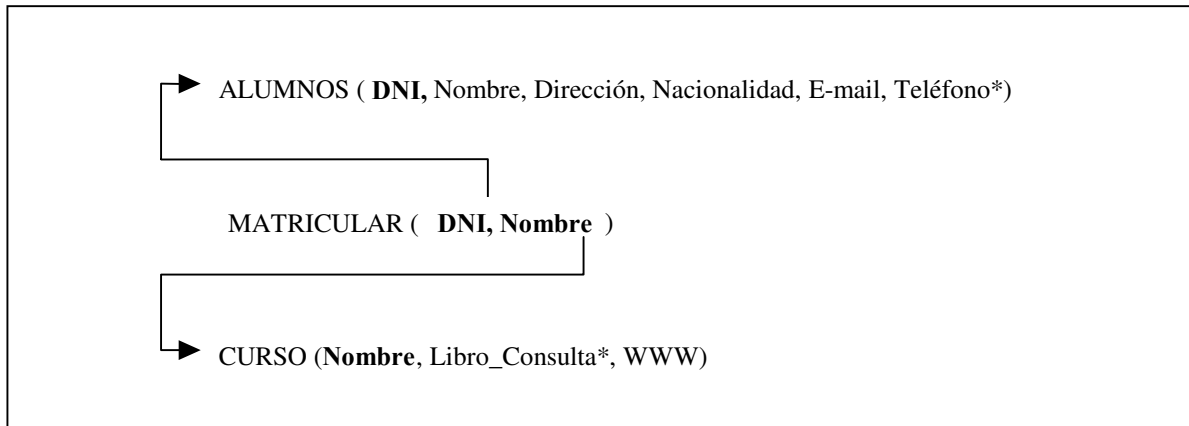 ALUMNOS ( DNI, Nombre, Dirección, Nacionalidad, E-mail, Teléfono*)
MATRICULAR ( DNI, Nombre )
CURSO (Nombre, Libro_Consulta*, WWW)